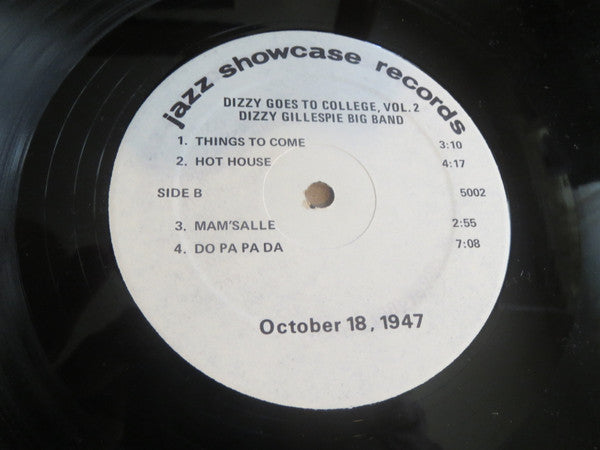 jazz showcase records
DIZZY GOES TO COLLEGE, VOL. 2
DIZZY GILLESPIE BIG BAND
1. THINGS TO COME 3:10
2. HOT HOUSE 4:17
SIDE B 5002
3. MAM'SALLE 2:55
4. DO PA PA DA 7:08
October 18, 1947